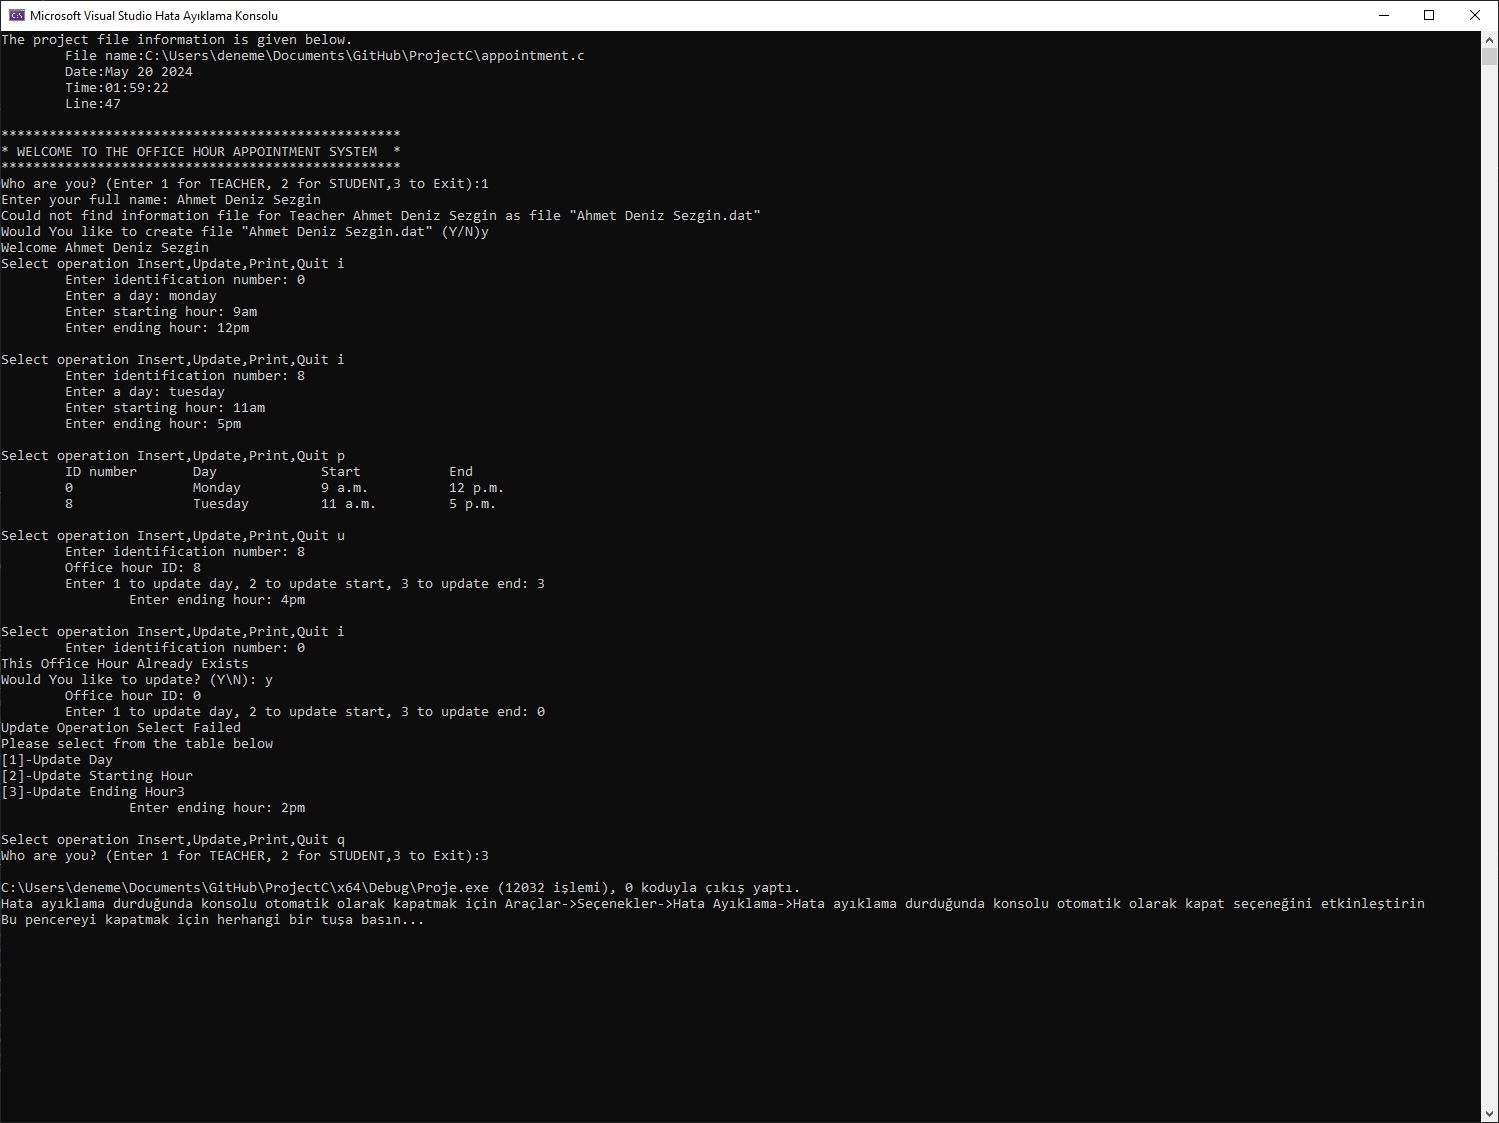 Microsoft Visual Studio Hata Ayıklama Konsolu
The project file information is given below.
File name:C:\Users\deneme\Documents\GitHub\ProjectC\appointment.c
Date:May 20 2024
Time:01:59:22
Line:47
**************************************************
* WELCOME TO THE OFFICE HOUR APPOINTMENT SYSTEM  *
**************************************************
Who are you? (Enter 1 for TEACHER, 2 for STUDENT,3 to Exit):1
Enter your full name: Ahmet Deniz Sezgin
Could not find information file for Teacher Ahmet Deniz Sezgin as file "Ahmet Deniz Sezgin.dat"
Would You like to create file "Ahmet Deniz Sezgin.dat" (Y/N)y
Welcome Ahmet Deniz Sezgin
Select operation Insert,Update,Print,Quit i
Enter identification number: 0
Enter a day: monday
Enter starting hour: 9am
Enter ending hour: 12pm
Select operation Insert,Update,Print,Quit i
Enter identification number: 8
Enter a day: tuesday
Enter starting hour: 11am
Enter ending hour: 5pm
Select operation Insert,Update,Print,Quit p
ID number Day Start End
0 Monday 9 a.m. 12 p.m.
8 Tuesday 11 a.m. 5 p.m.
Select operation Insert,Update,Print,Quit u
Enter identification number: 8
Office hour ID: 8
Enter 1 to update day, 2 to update start, 3 to update end: 3
Enter ending hour: 4pm
Select operation Insert,Update,Print,Quit i
Enter identification number: 0
This Office Hour Already Exists
Would You like to update? (Y\N): y
Office hour ID: 0
Enter 1 to update day, 2 to update start, 3 to update end: 0
Update Operation Select Failed
Please select from the table below
[1]-Update Day
[2]-Update Starting Hour
[3]-Update Ending Hour3
Enter ending hour: 2pm
Select operation Insert,Update,Print,Quit q
Who are you? (Enter 1 for TEACHER, 2 for STUDENT,3 to Exit):3
C:\Users\deneme\Documents\GitHub\ProjectC\x64\Debug\Proje.exe (12032 işlemi), 0 koduyla çıkış yaptı.
Hata ayıklama durduğunda konsolu otomatik olarak kapatmak için Araçlar->Seçenekler->Hata Ayıklama->Hata ayıklama durduğunda konsolu otomatik olarak kapat seçeneğini etkinleştirin
Bu pencereyi kapatmak için herhangi bir tuşa basın...